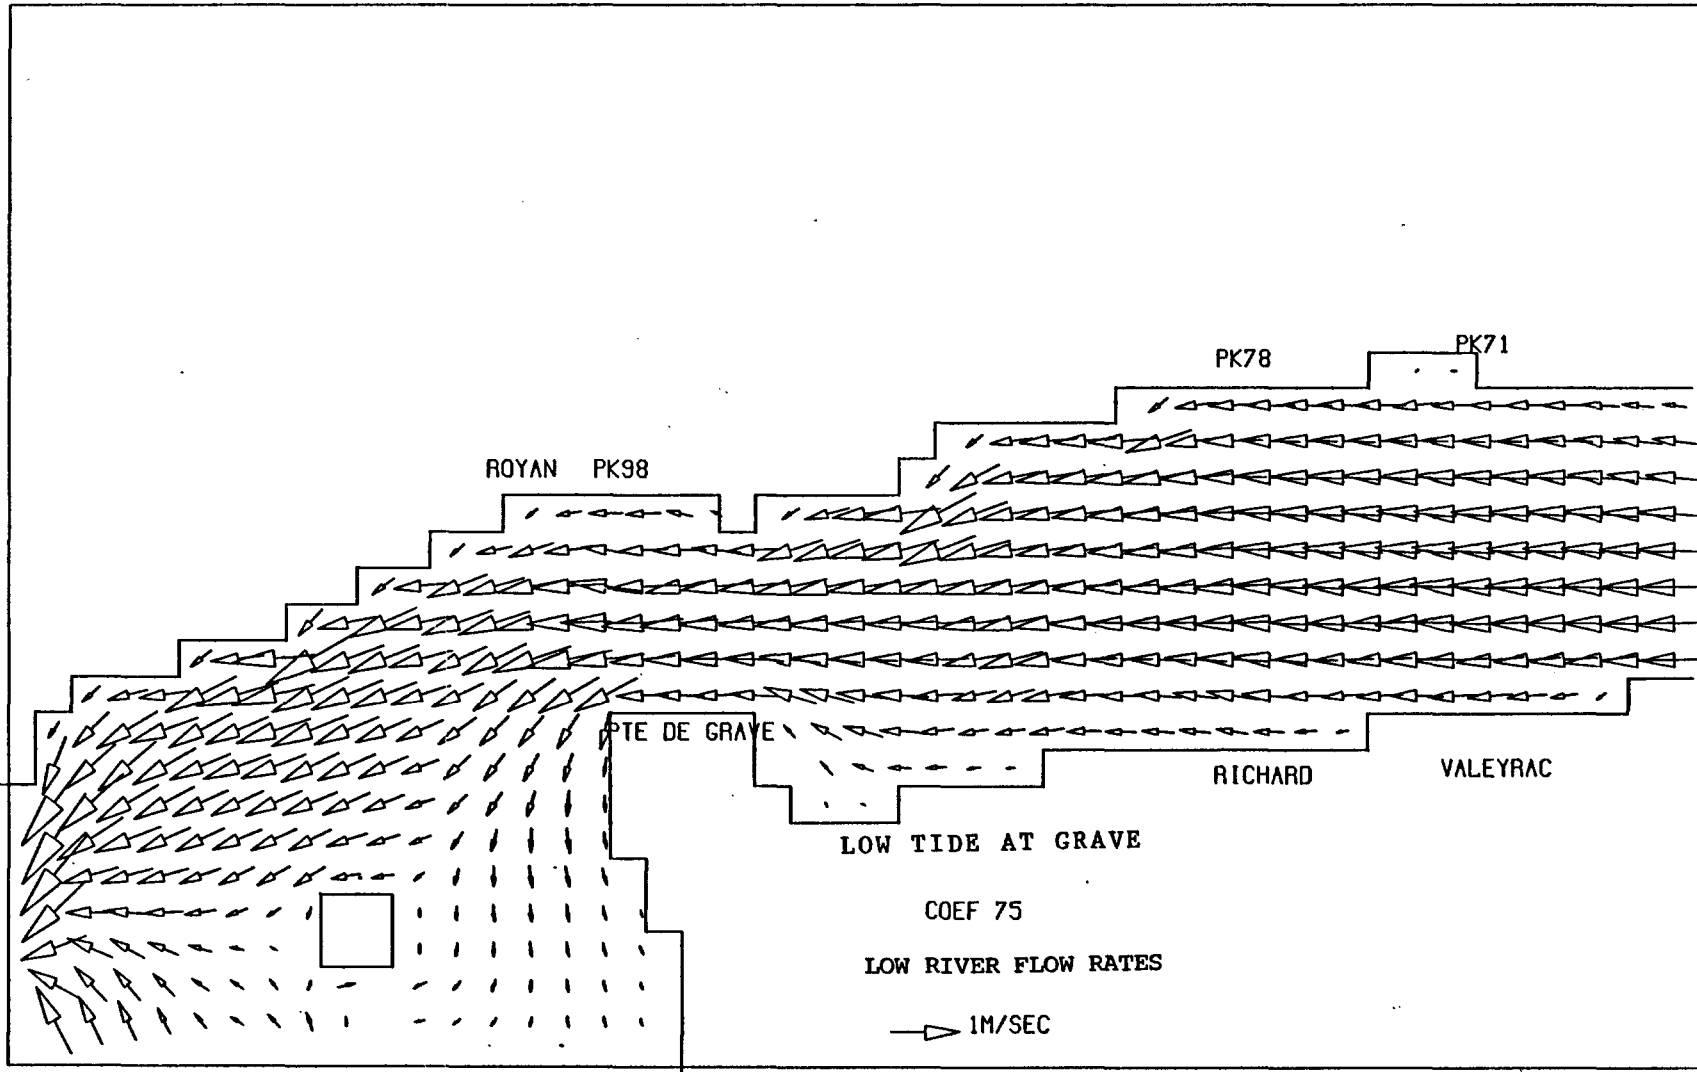 PK78
PK71
ROYAN PK98
PTE DE GRAVE
RICHARD
VALEYRAC
LOW TIDE AT GRAVE
COEF 75
LOW RIVER FLOW RATES
1M/SEC